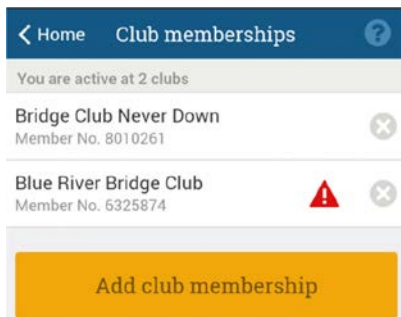 Home Club memberships ?
You are active at 2 clubs
Bridge Club Never Down
Member No. 8010261
Blue River Bridge Club
Member No. 6325874
Add club membership